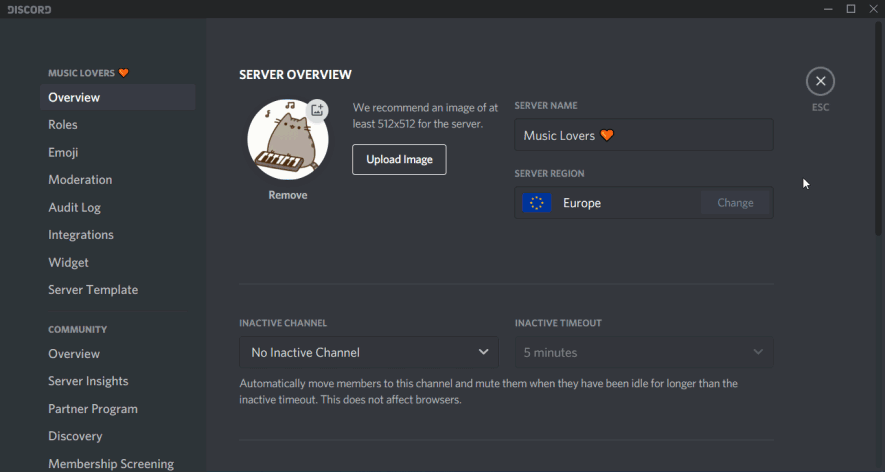 DISCORD
MUSIC LOVERS 🧡
Overview
Roles
Emoji
Moderation
Audit Log
Integrations
Widget
Server Template
COMMUNITY
Overview
Server Insights
Partner Program
Discovery
Membership Screening
SERVER OVERVIEW
We recommend an image of at
least 512x512 for the server.
Upload Image
Remove
SERVER NAME
Music Lovers 🧡
SERVER REGION
Europe
Change
ESC
INACTIVE CHANNEL
No Inactive Channel
INACTIVE TIMEOUT
5 minutes
Automatically move members to this channel and mute them when they have been idle for longer than the
inactive timeout. This does not affect browsers.